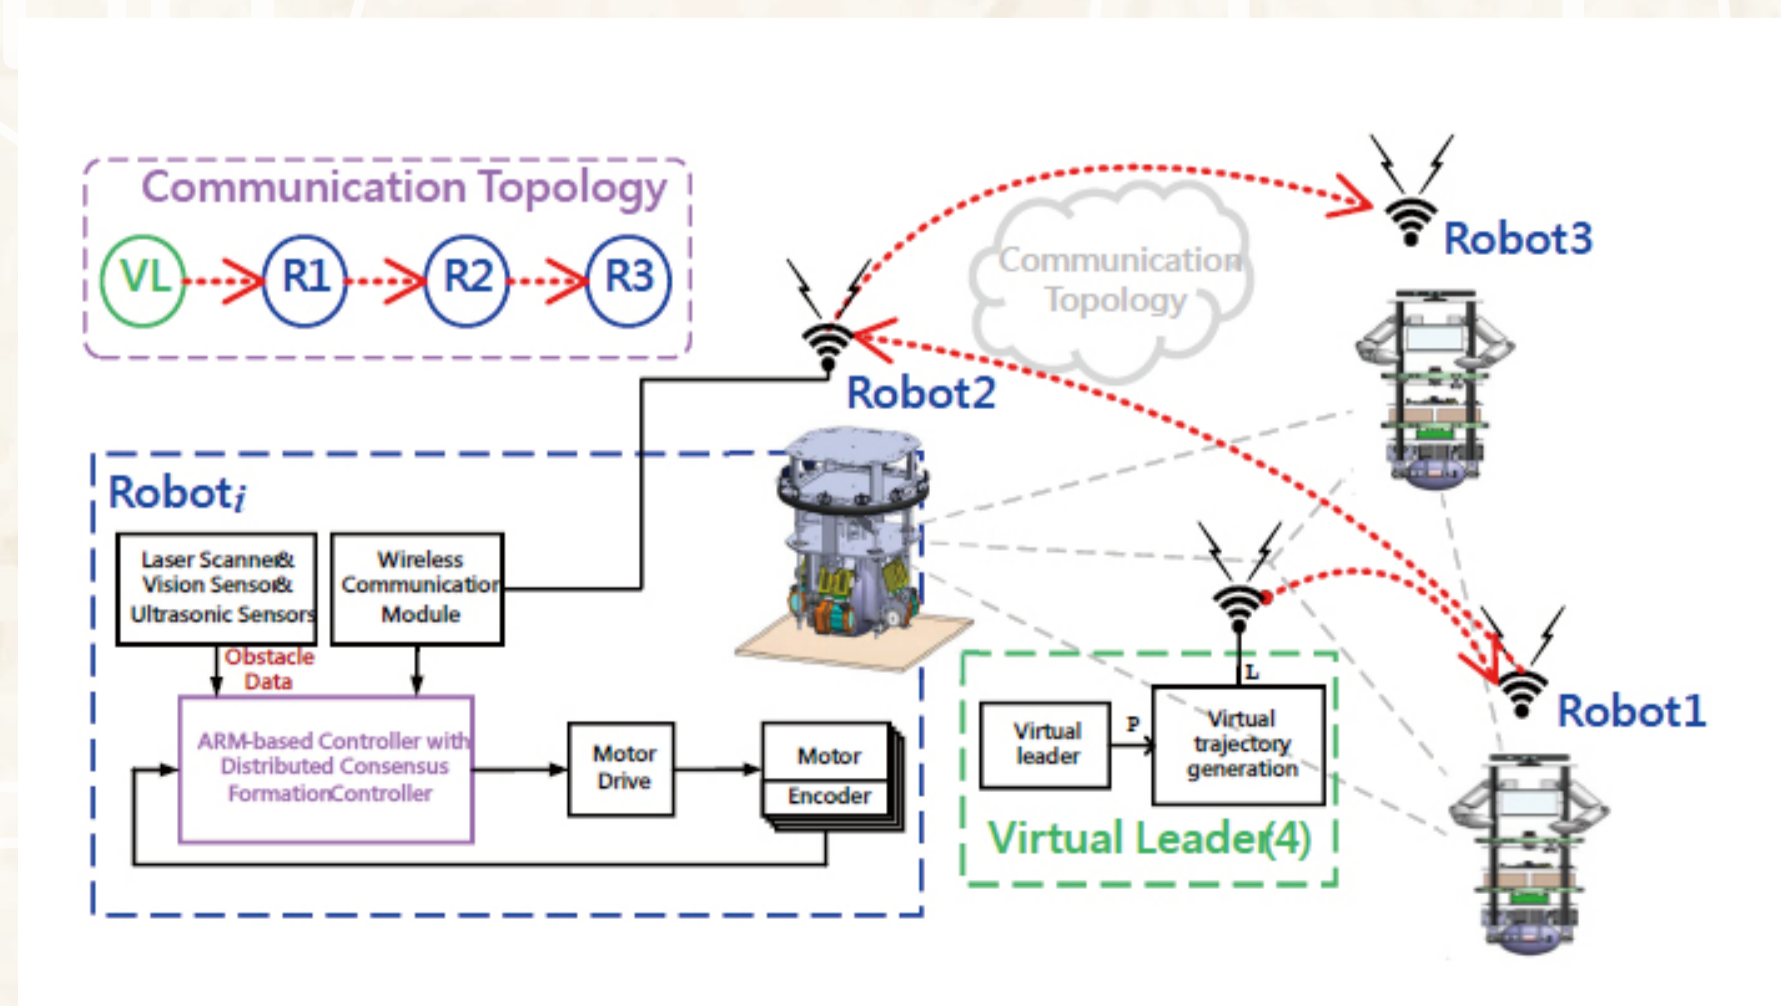 Communication Topology
VL
R1
R2
R3
Communication
Topology
Robot3
Robot2
Roboti
Laser Scanner&
Vision Sensor&
Ultrasonic Sensors
Wireless
Communication
Module
Obstacle
Data
ARM-based Controller with
Distributed Consensus
FormationController
Motor
Drive
Motor
Encoder
L
Virtual
leader
P
Virtual
trajectory
generation
Virtual Leader(4)
Robot1